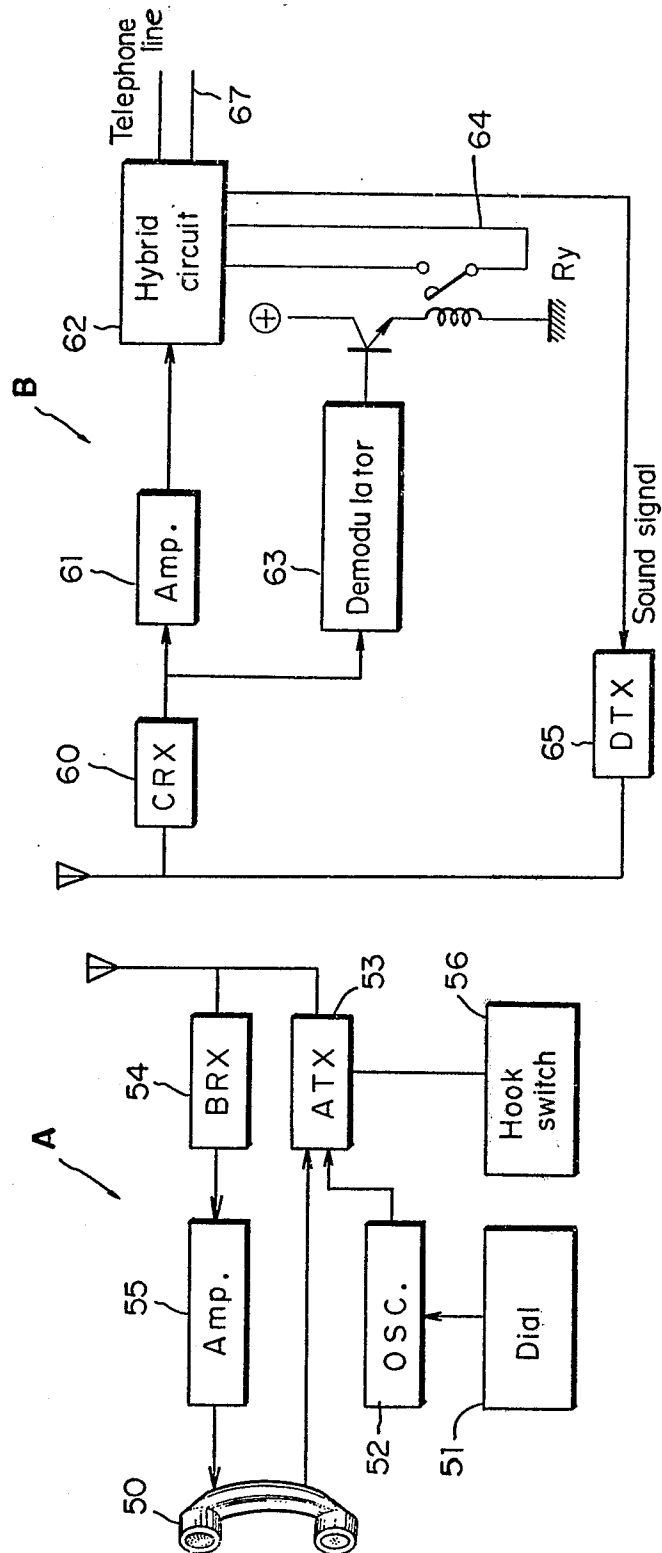 A
50
55
Amp.
54
BRX
53
ATX
52
OSC.
51
Dial
56
Hook
switch
B
60
CRX
61
Amp.
62
Hybrid
circuit
Telephone
line
67
63
Demodulator
+
64
Ry
65
DTX
Sound signal